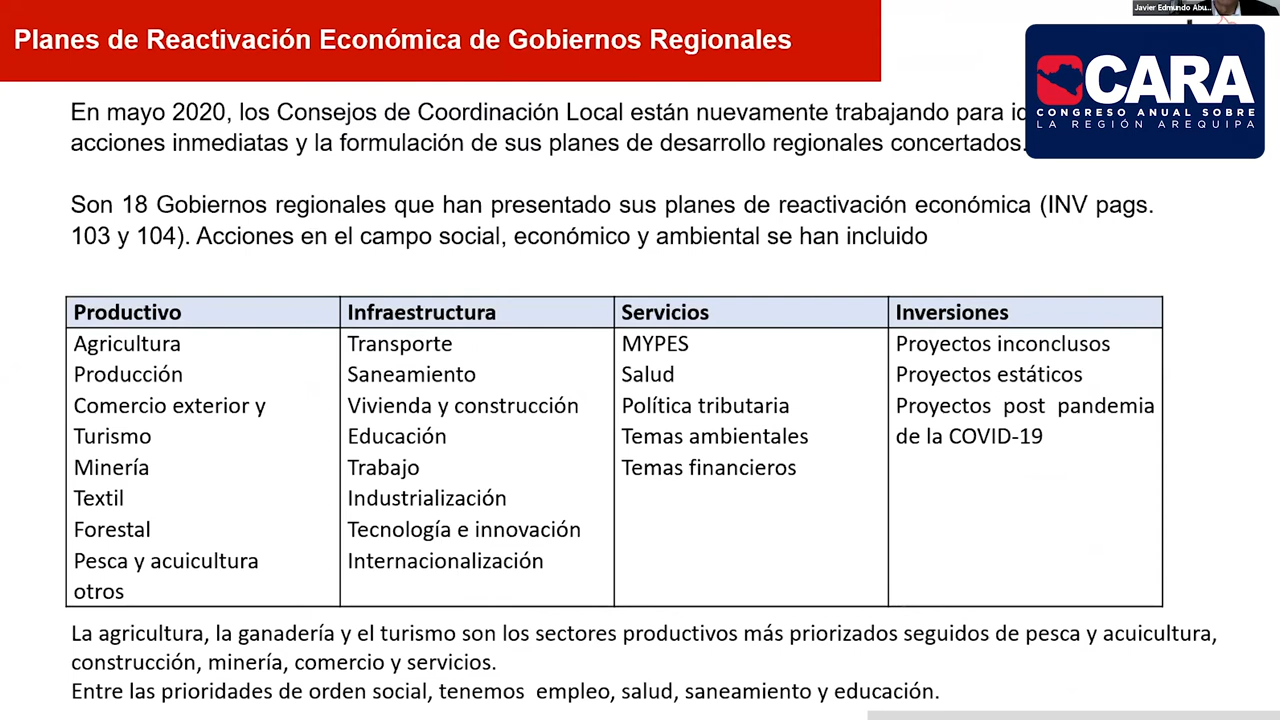 Javier Edmundo Abu...
Planes de Reactivación Económica de Gobiernos Regionales
CARA
CONGRESO ANUAL SOBRE
LA REGIÓN AREQUIPA
En mayo 2020, los Consejos de Coordinación Local están nuevamente trabajando para
acciones inmediatas y la formulación de sus planes de desarrollo regionales concertados.
Son 18 Gobiernos regionales que han presentado sus planes de reactivación económica (INV pags.
103 y 104). Acciones en el campo social, económico y ambiental se han incluido
Productivo
Agricultura
Producción
Comercio exterior y
Turismo
Minería
Textil
Forestal
Pesca y acuicultura
otros
Infraestructura
Transporte
Saneamiento
Vivienda y construcción
Educación
Trabajo
Industrialización
Tecnología e innovación
Internacionalización
Servicios
MYPES
Salud
Política tributaria
Temas ambientales
Temas financieros
Inversiones
Proyectos inconclusos
Proyectos estáticos
Proyectos post pandemia
de la COVID-19
La agricultura, la ganadería y el turismo son los sectores productivos más priorizados seguidos de pesca y acuicultura,
construcción, minería, comercio y servicios.
Entre las prioridades de orden social, tenemos empleo, salud, saneamiento y educación.